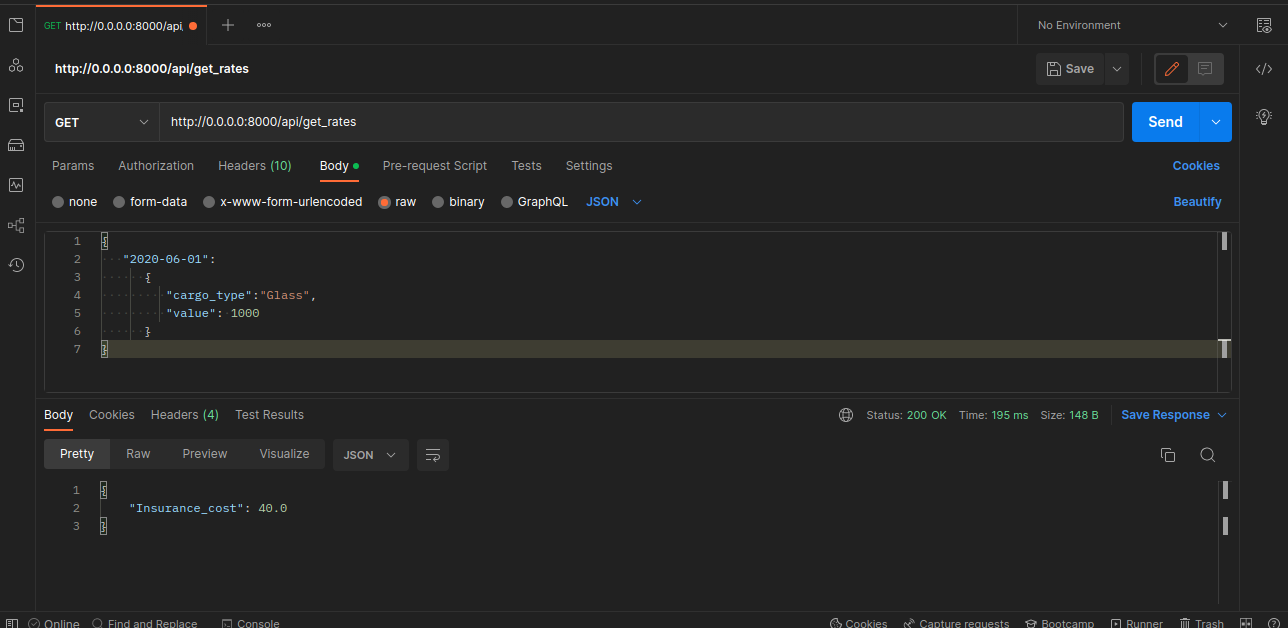 GET http://0.0.0.0:8000/api
No Environment
http://0.0.0.0:8000/api/get_rates
Save
GET
http://0.0.0.0:8000/api/get_rates
Send
Params Authorization Headers (10) Body Pre-request Script Tests Settings Cookies
none form-data x-www-form-urlencoded raw binary GraphQL JSON Beautify
1 {
2 "2020-06-01":
3 {
4 "cargo_type":"Glass",
5 "value": 1000
6 }
7 }
Body Cookies Headers (4) Test Results Status: 200 OK Time: 195 ms Size: 148 B Save Response
Pretty Raw Preview Visualize JSON
1 {
2 "Insurance_cost": 40.0
3 }
Online Find and Replace Console Cookies Capture requests Bootcamp Runner Trash